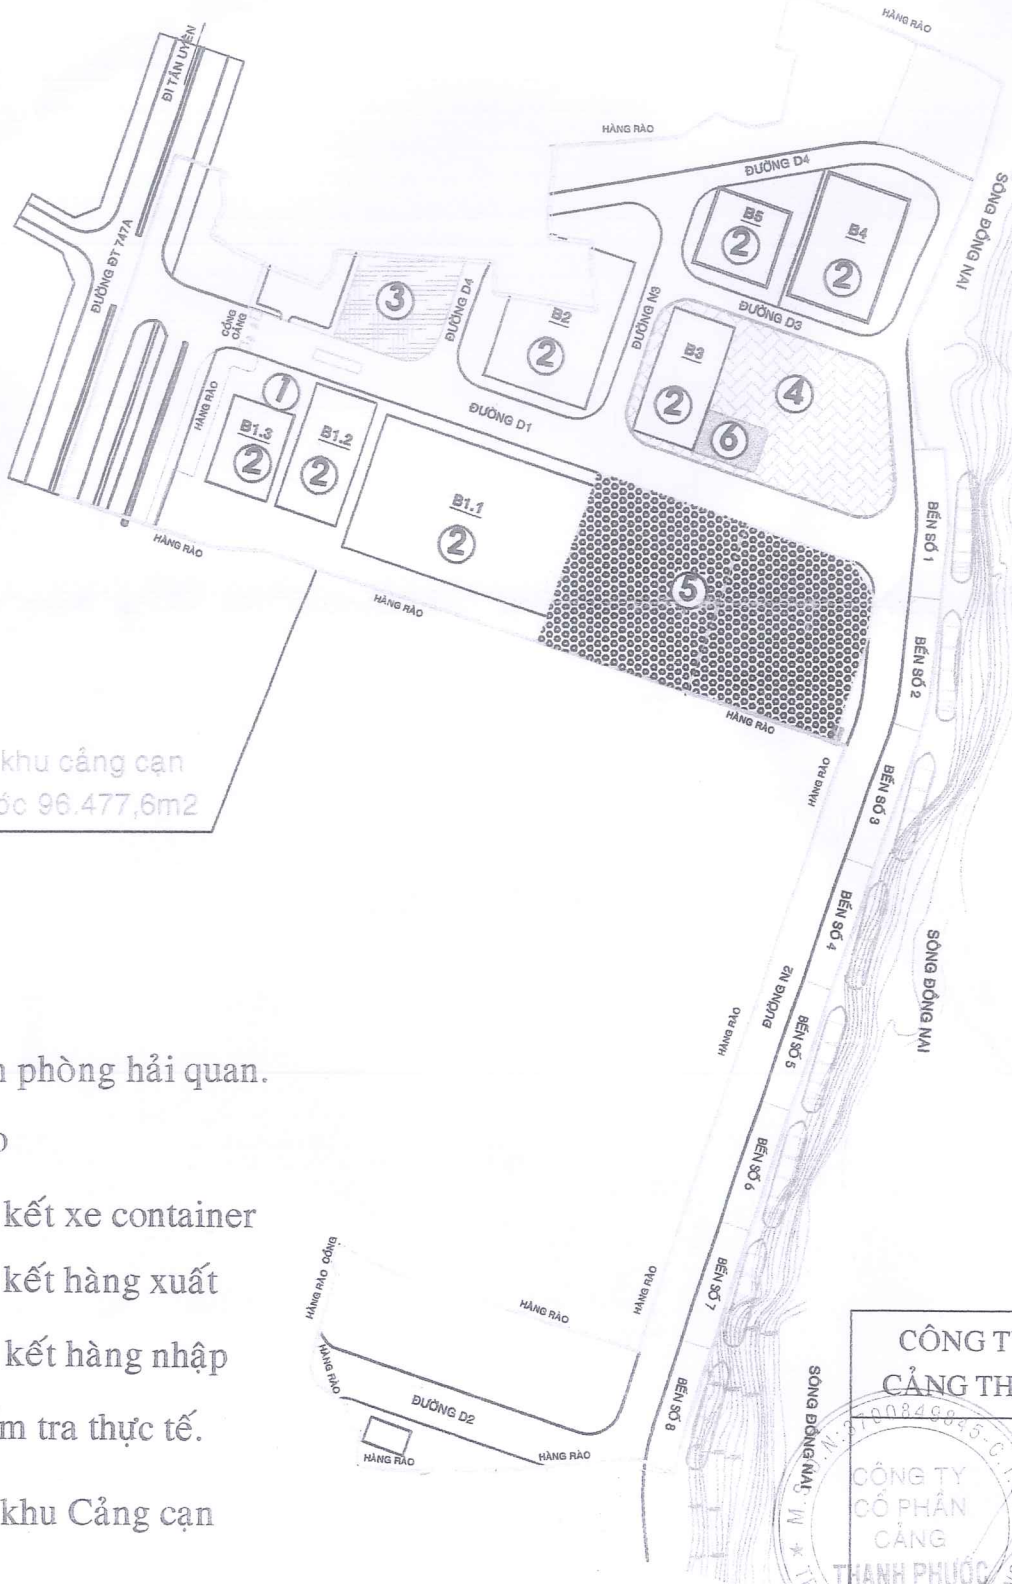 HÀNG RÀO
ĐI TÂN UYÊN
HÀNG RÀO
ĐƯỜNG D4
SÔNG ĐỒNG NAI
B5
2
B4
2
ĐƯỜNG ĐT 747A
3
ĐƯỜNG D4
B2
2
ĐƯỜNG N3
ĐƯỜNG D3
CỔNG CẢNG
B3
2
4
6
HÀNG RÀO
1
ĐƯỜNG D1
B1.3
2
B1.2
2
B1.1
2
HÀNG RÀO
HÀNG RÀO
5
BẾN SỐ 1
BẾN SỐ 2
HÀNG RÀO
khu cảng cạn
96.477,6m2
HÀNG RÀO
BẾN SỐ 3
BẾN SỐ 4
SÔNG ĐỒNG NAI
ĐƯỜNG N2
HÀNG RÀO
BẾN SỐ 5
phòng hải quan.
BẾN SỐ 6
kết xe container
kết hàng xuất
HÀNG RÀO CỔNG
HÀNG RÀO
HÀNG RÀO
BẾN SỐ 7
kết hàng nhập
HÀNG RÀO
ĐƯỜNG D2
BẾN SỐ 8
SÔNG ĐỒNG NAI
tra thực tế.
HÀNG RÀO
HÀNG RÀO
khu Cảng cạn
CÔNG T
CẢNG TH
3700849845-C.T
CÔNG TY
CỔ PHẦN
CẢNG
THẠNH PHƯỚC